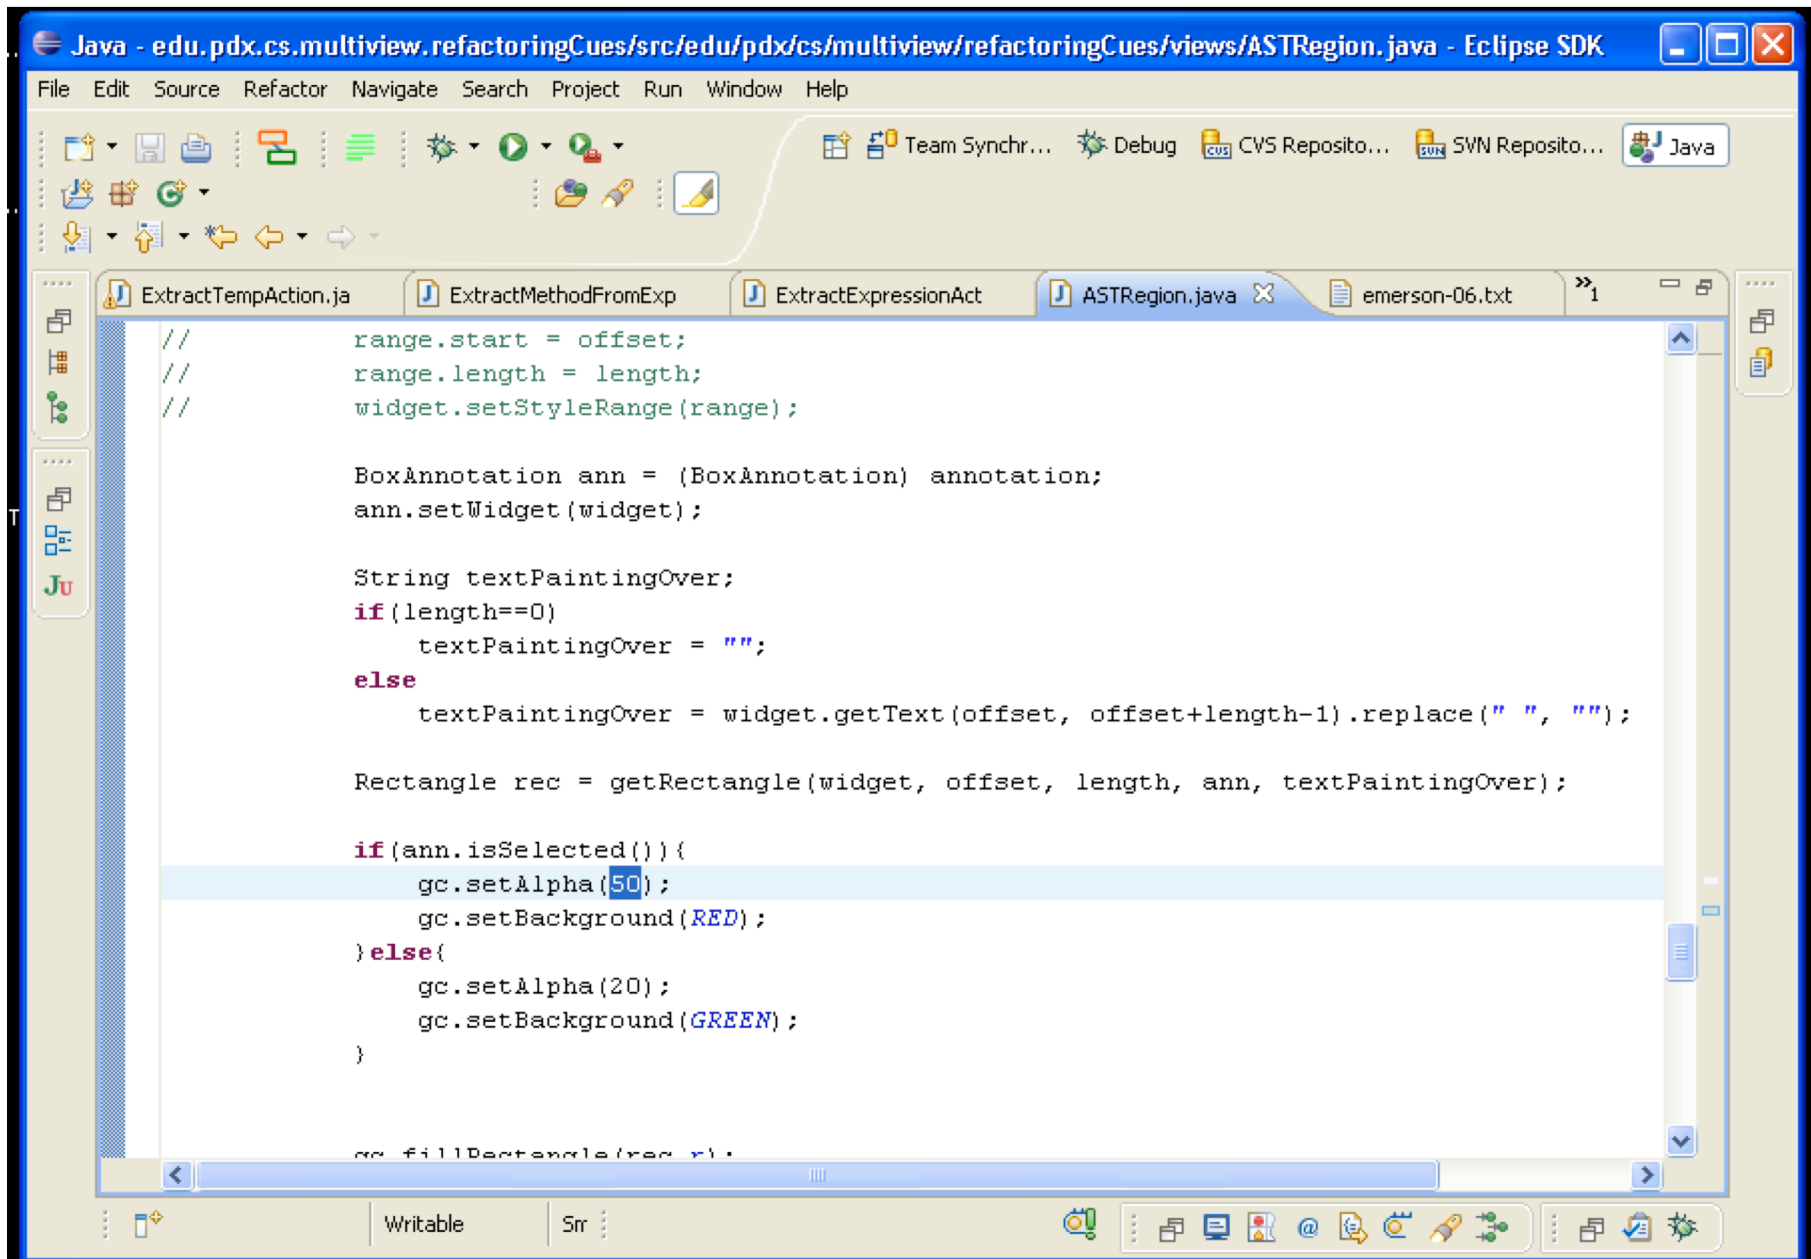 Java - edu.pdx.cs.multiview.refactoringCues/src/edu/pdx/cs/multiview/refactoringCues/views/ASTRegion.java - Eclipse SDK
File Edit Source Refactor Navigate Search Project Run Window Help
Team Synchr... Debug CVS Reposito... SVN Reposito... Java
ExtractTempAction.ja ExtractMethodFromExp ExtractExpressionAct ASTRegion.java emerson-06.txt »1
// range.start = offset;
// range.length = length;
// widget.setStyleRange(range);
BoxAnnotation ann = (BoxAnnotation) annotation;
ann.setWidget(widget);
String textPaintingOver;
if(length==0)
textPaintingOver = "";
else
textPaintingOver = widget.getText(offset, offset+length-1).replace(" ", "");
Rectangle rec = getRectangle(widget, offset, length, ann, textPaintingOver);
if(ann.isSelected()){
gc.setAlpha(50);
gc.setBackground(RED);
}else{
gc.setAlpha(20);
gc.setBackground(GREEN);
}
gc.fillRectangle(rec.r);
Writable Sm